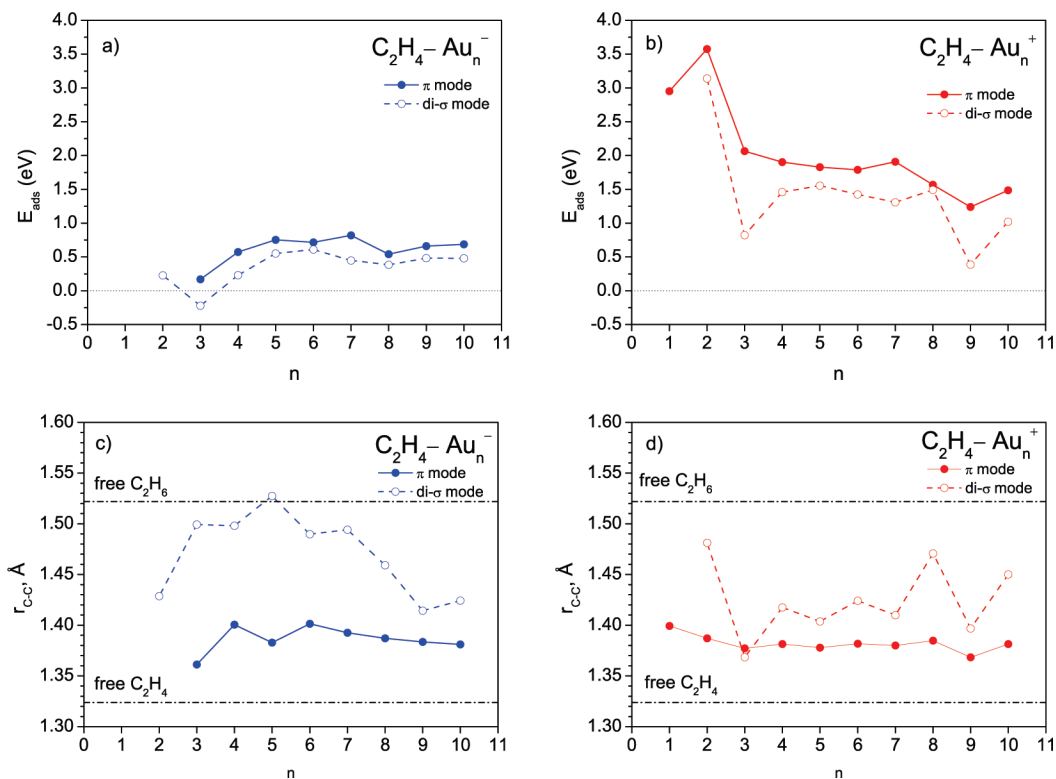 a)
C₂H₄– Auₙ⁻
π mode
di-σ mode
E_ads (eV)
4.0
3.5
3.0
2.5
2.0
1.5
1.0
0.5
0.0
-0.5
0 1 2 3 4 5 6 7 8 9 10 11
n
b)
C₂H₄– Auₙ⁺
π mode
di-σ mode
E_ads (eV)
4.0
3.5
3.0
2.5
2.0
1.5
1.0
0.5
0.0
-0.5
0 1 2 3 4 5 6 7 8 9 10 11
n
c)
C₂H₄– Auₙ⁻
π mode
di-σ mode
free C₂H₆
free C₂H₄
r_C-C, Å
1.60
1.55
1.50
1.45
1.40
1.35
1.30
0 1 2 3 4 5 6 7 8 9 10 11
n
d)
C₂H₄– Auₙ⁺
π mode
di-σ mode
free C₂H₆
free C₂H₄
r_C-C, Å
1.60
1.55
1.50
1.45
1.40
1.35
1.30
0 1 2 3 4 5 6 7 8 9 10 11
n